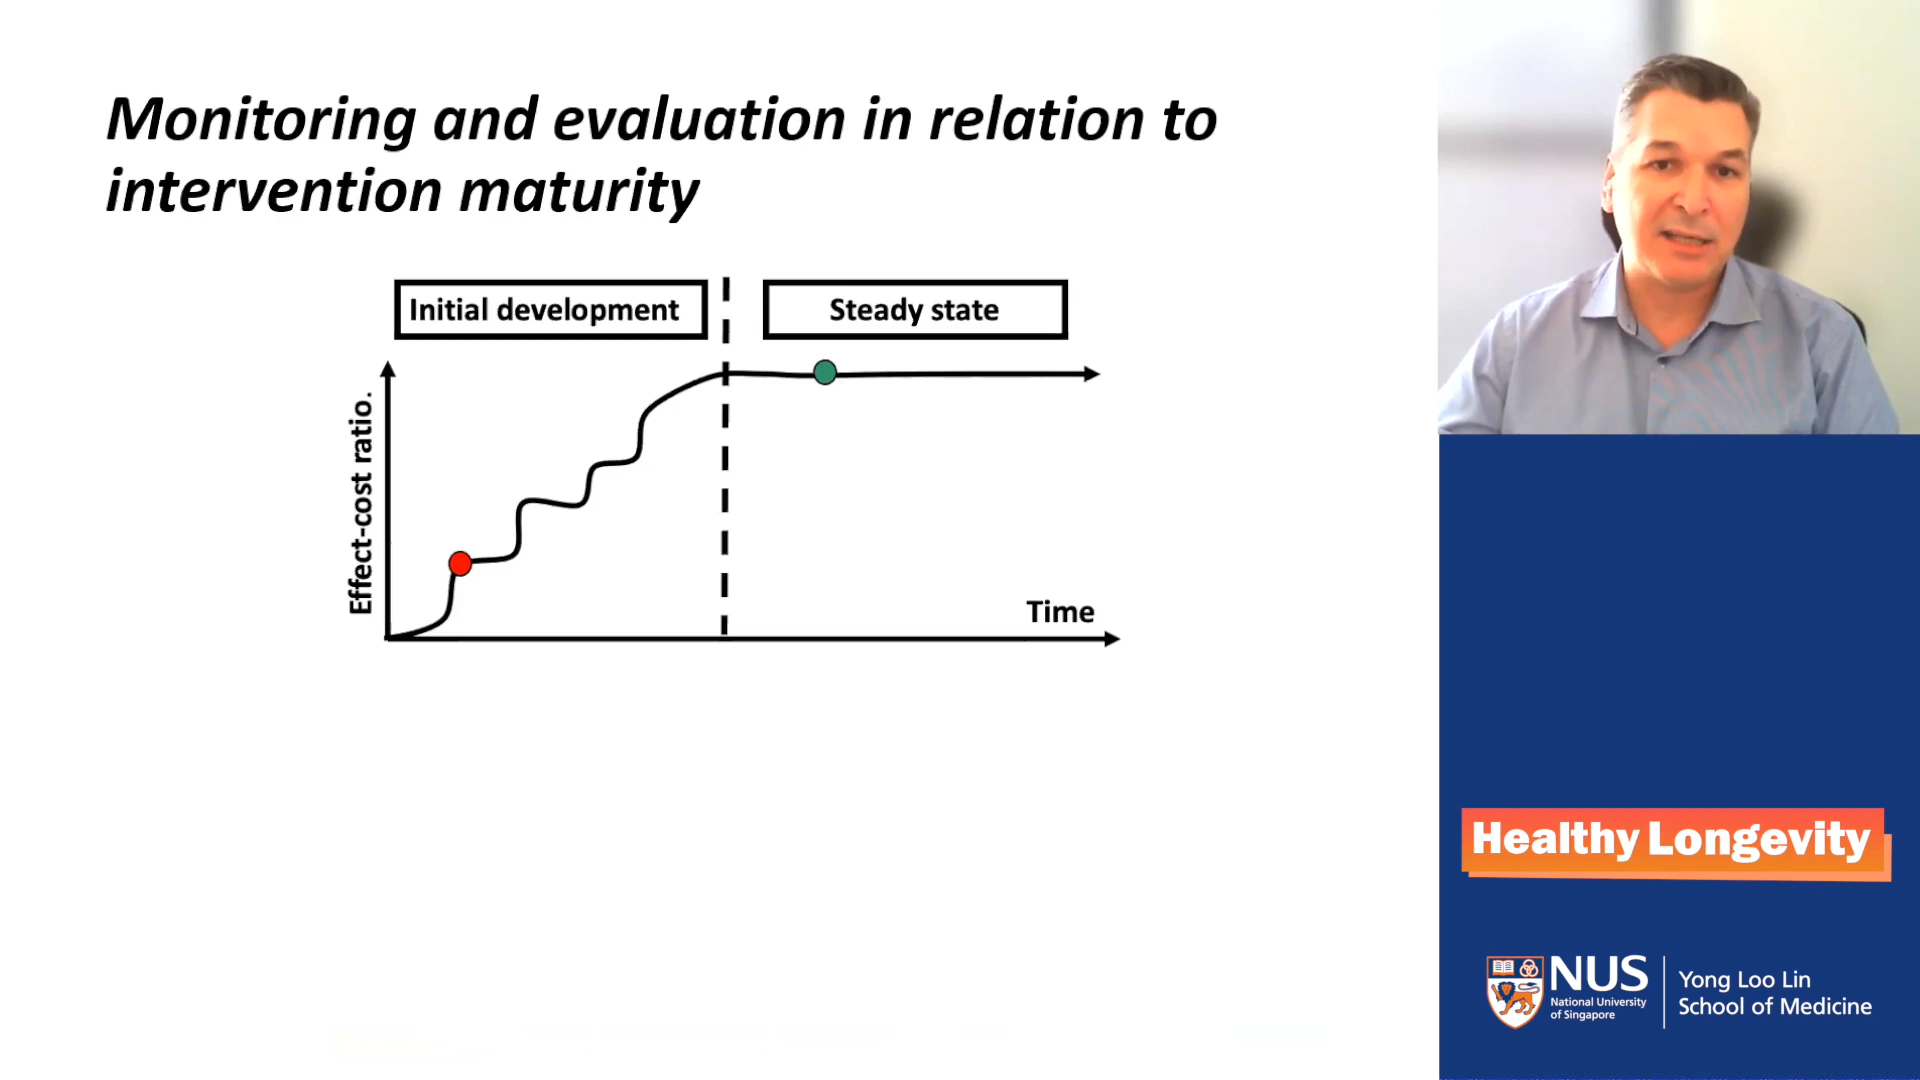 Monitoring and evaluation in relation to
intervention maturity
Initial development
Steady state
Effect-cost ratio.
Time
Healthy Longevity
NUS
National University
of Singapore
Yong Loo Lin
School of Medicine